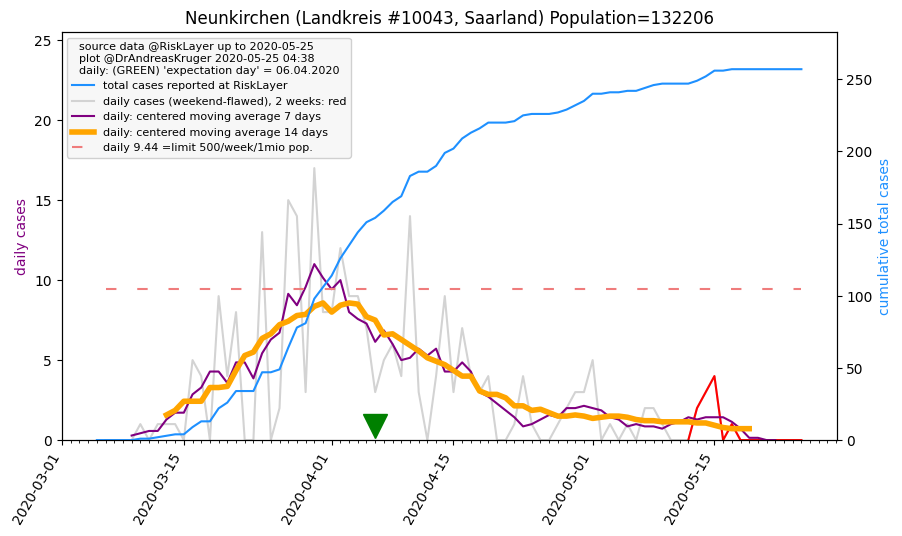 Neunkirchen (Landkreis #10043, Saarland) Population=132206
source data @RiskLayer up to 2020-05-25
plot @DrAndreasKruger 2020-05-25 04:38
daily: (GREEN) 'expectation day' = 06.04.2020
total cases reported at RiskLayer
daily cases (weekend-flawed), 2 weeks: red
daily: centered moving average 7 days
daily: centered moving average 14 days
daily 9.44 =limit 500/week/1mio pop.
daily cases
25
20
15
10
5
0
cumulative total cases
250
200
150
100
50
0
2020-03-01
2020-03-15
2020-04-01
2020-04-15
2020-05-01
2020-05-15